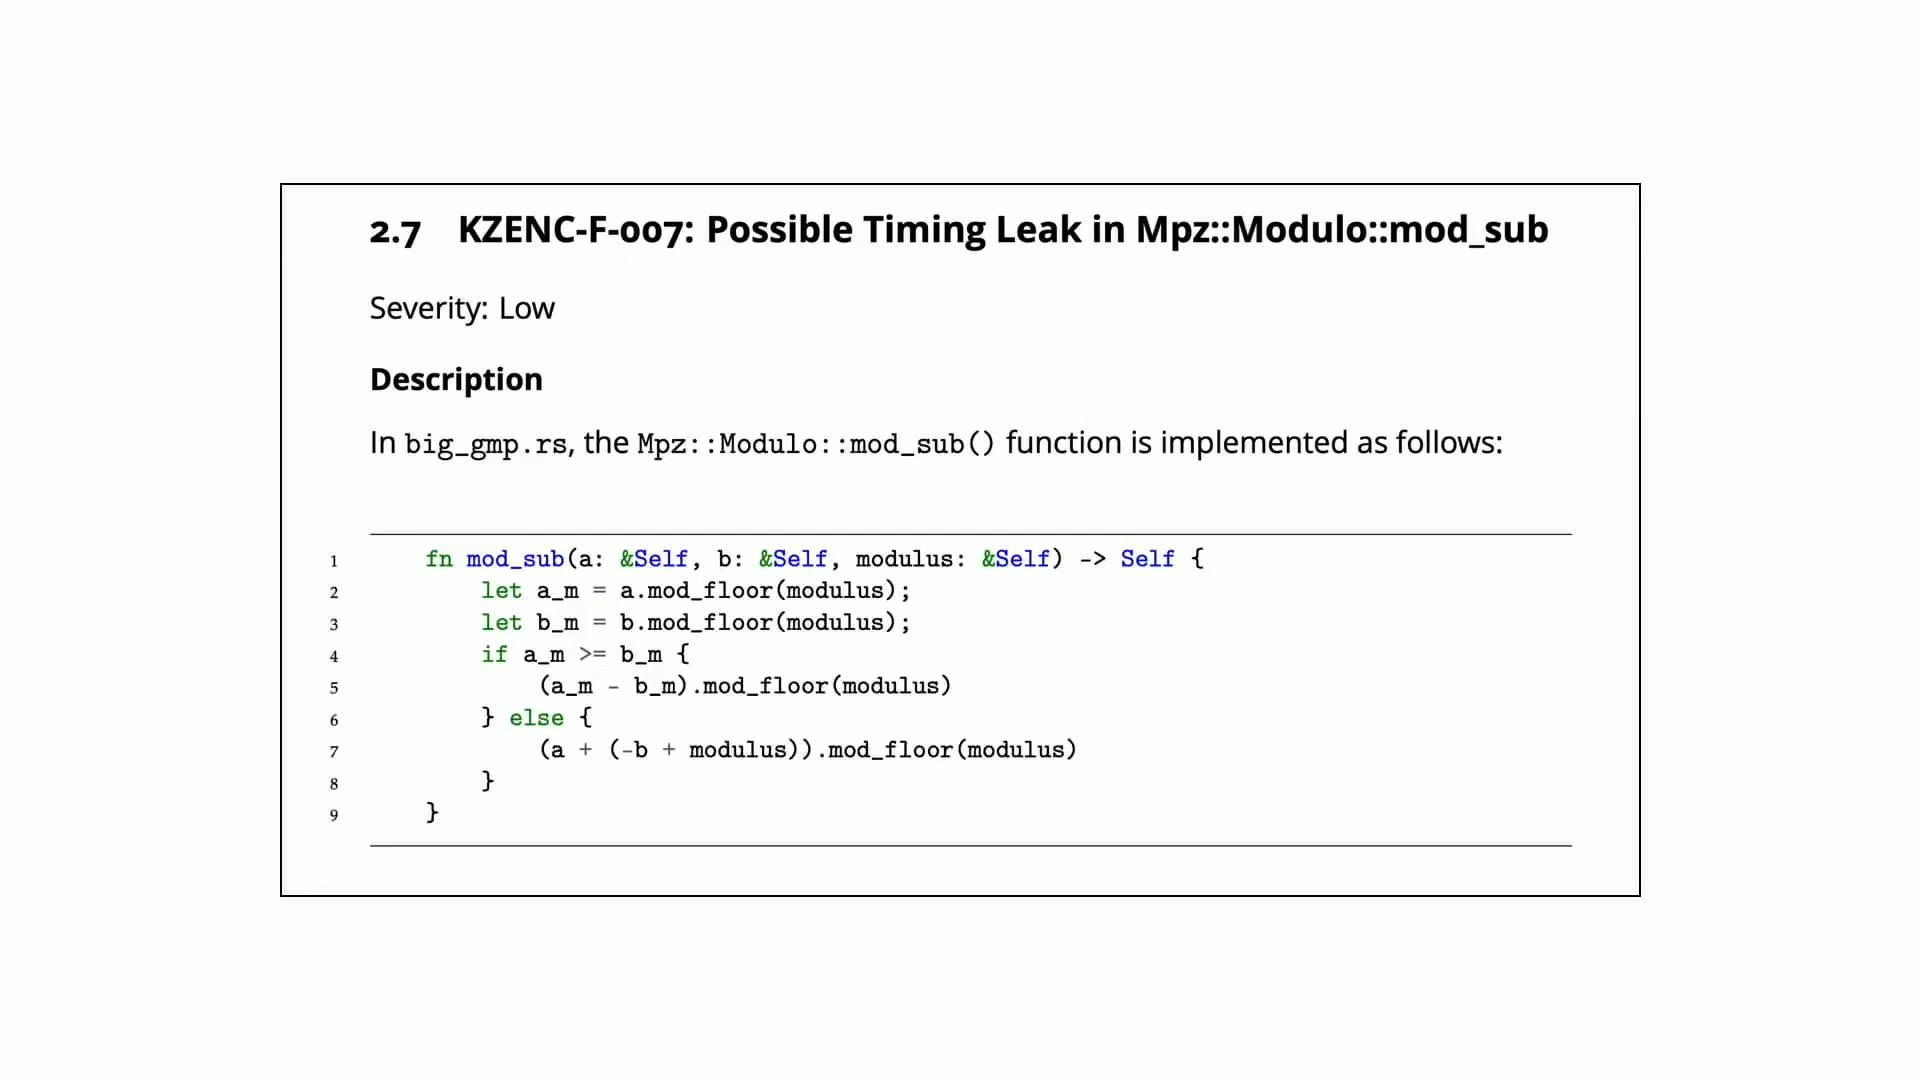 2.7 KZENC-F-007: Possible Timing Leak in Mpz::Modulo::mod_sub
Severity: Low
Description
In big_gmp.rs, the Mpz::Modulo::mod_sub() function is implemented as follows:
1 fn mod_sub(a: &Self, b: &Self, modulus: &Self) -> Self {
2 let a_m = a.mod_floor(modulus);
3 let b_m = b.mod_floor(modulus);
4 if a_m >= b_m {
5 (a_m - b_m).mod_floor(modulus)
6 } else {
7 (a + (-b + modulus)).mod_floor(modulus)
8 }
9 }